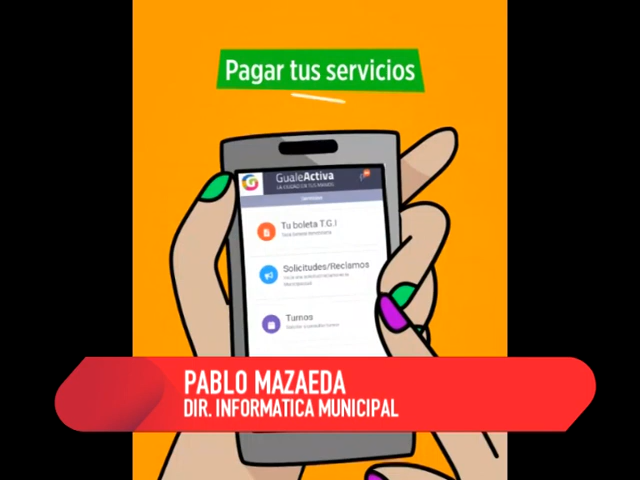 Pagar tus servicios
GualeActiva
LA CIUDAD EN TUS MANOS
Servicios
Tu boleta T.G.I
Solicitudes/Reclamos
Turnos
PABLO MAZAEDA
DIR. INFORMATICA MUNICIPAL